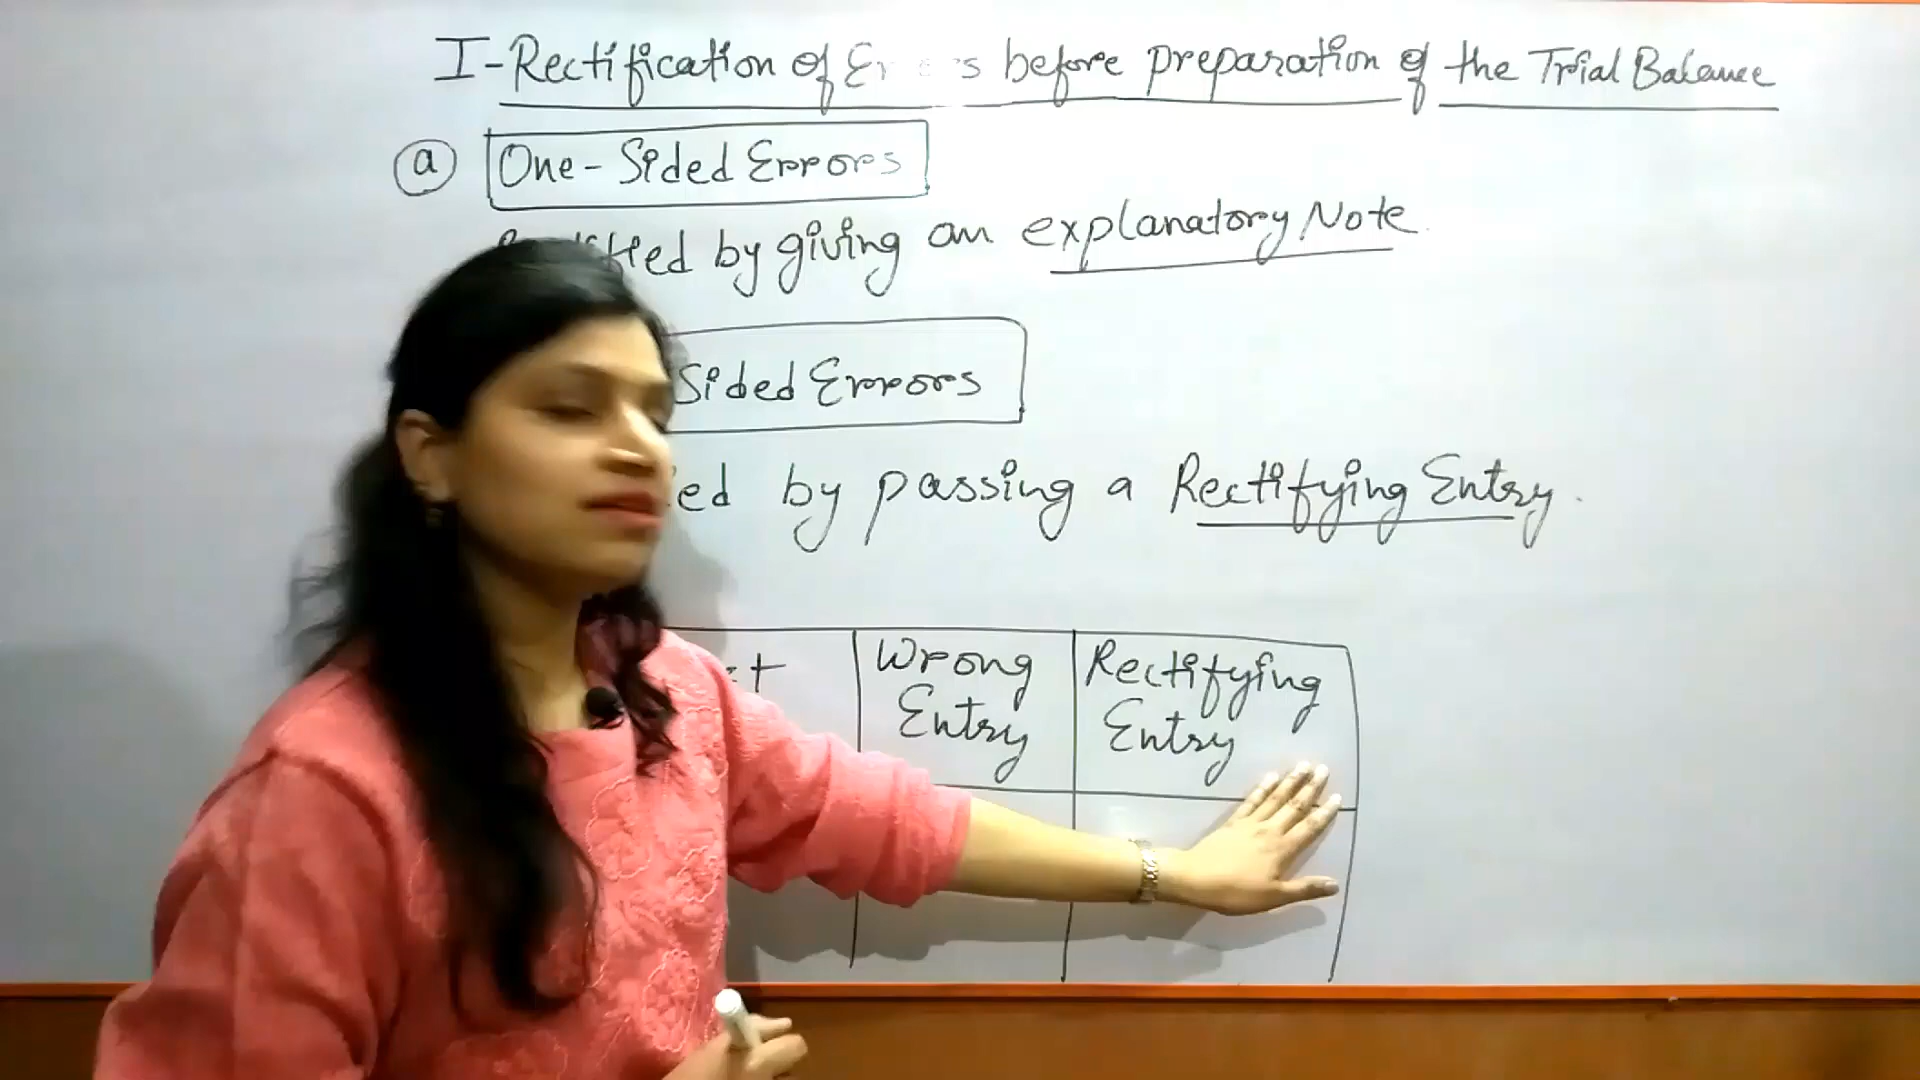 I-Rectification of Errors before preparation of the Trial Balance
a One-Sided Errors
by giving an explanatory Note
Sided Errors
by passing a Rectifying Entry.
Wrong Entry
Rectifying Entry